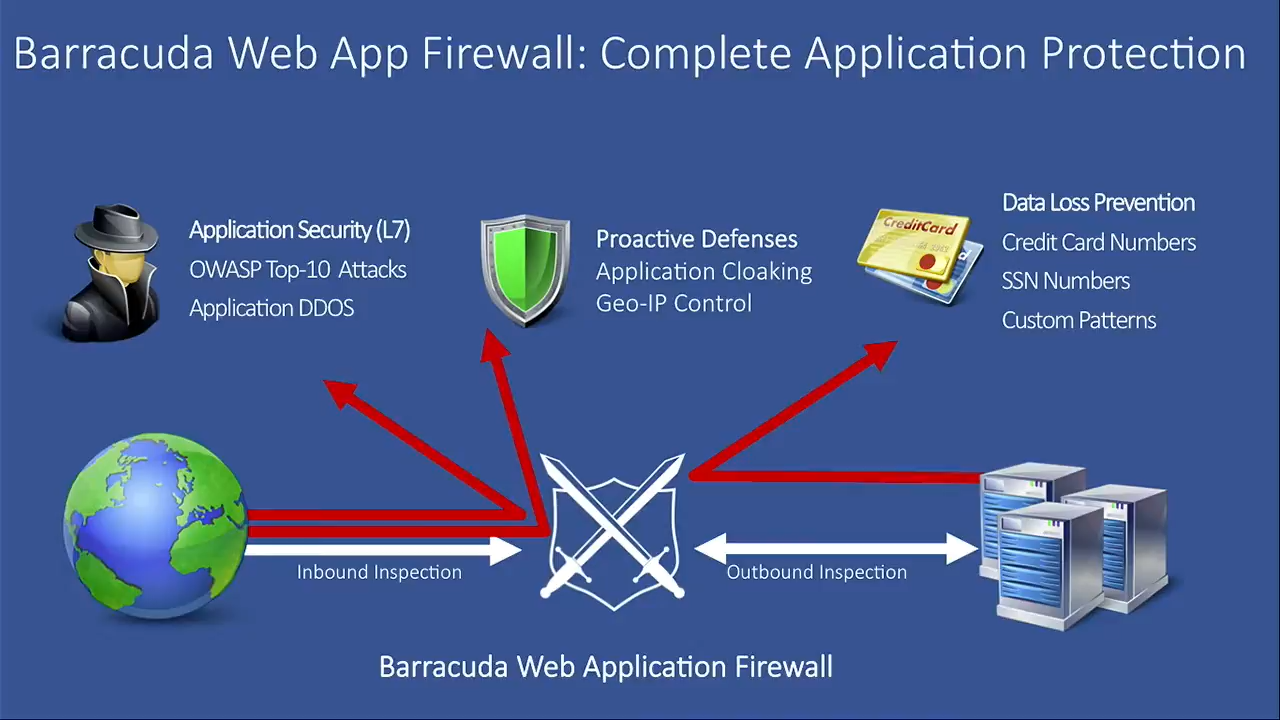 Barracuda Web App Firewall: Complete Application Protection
Application Security (L7)
OWASP Top-10 Attacks
Application DDOS
Proactive Defenses
Application Cloaking
Geo-IP Control
CreditCard
Data Loss Prevention
Credit Card Numbers
SSN Numbers
Custom Patterns
Inbound Inspection
Outbound Inspection
Barracuda Web Application Firewall